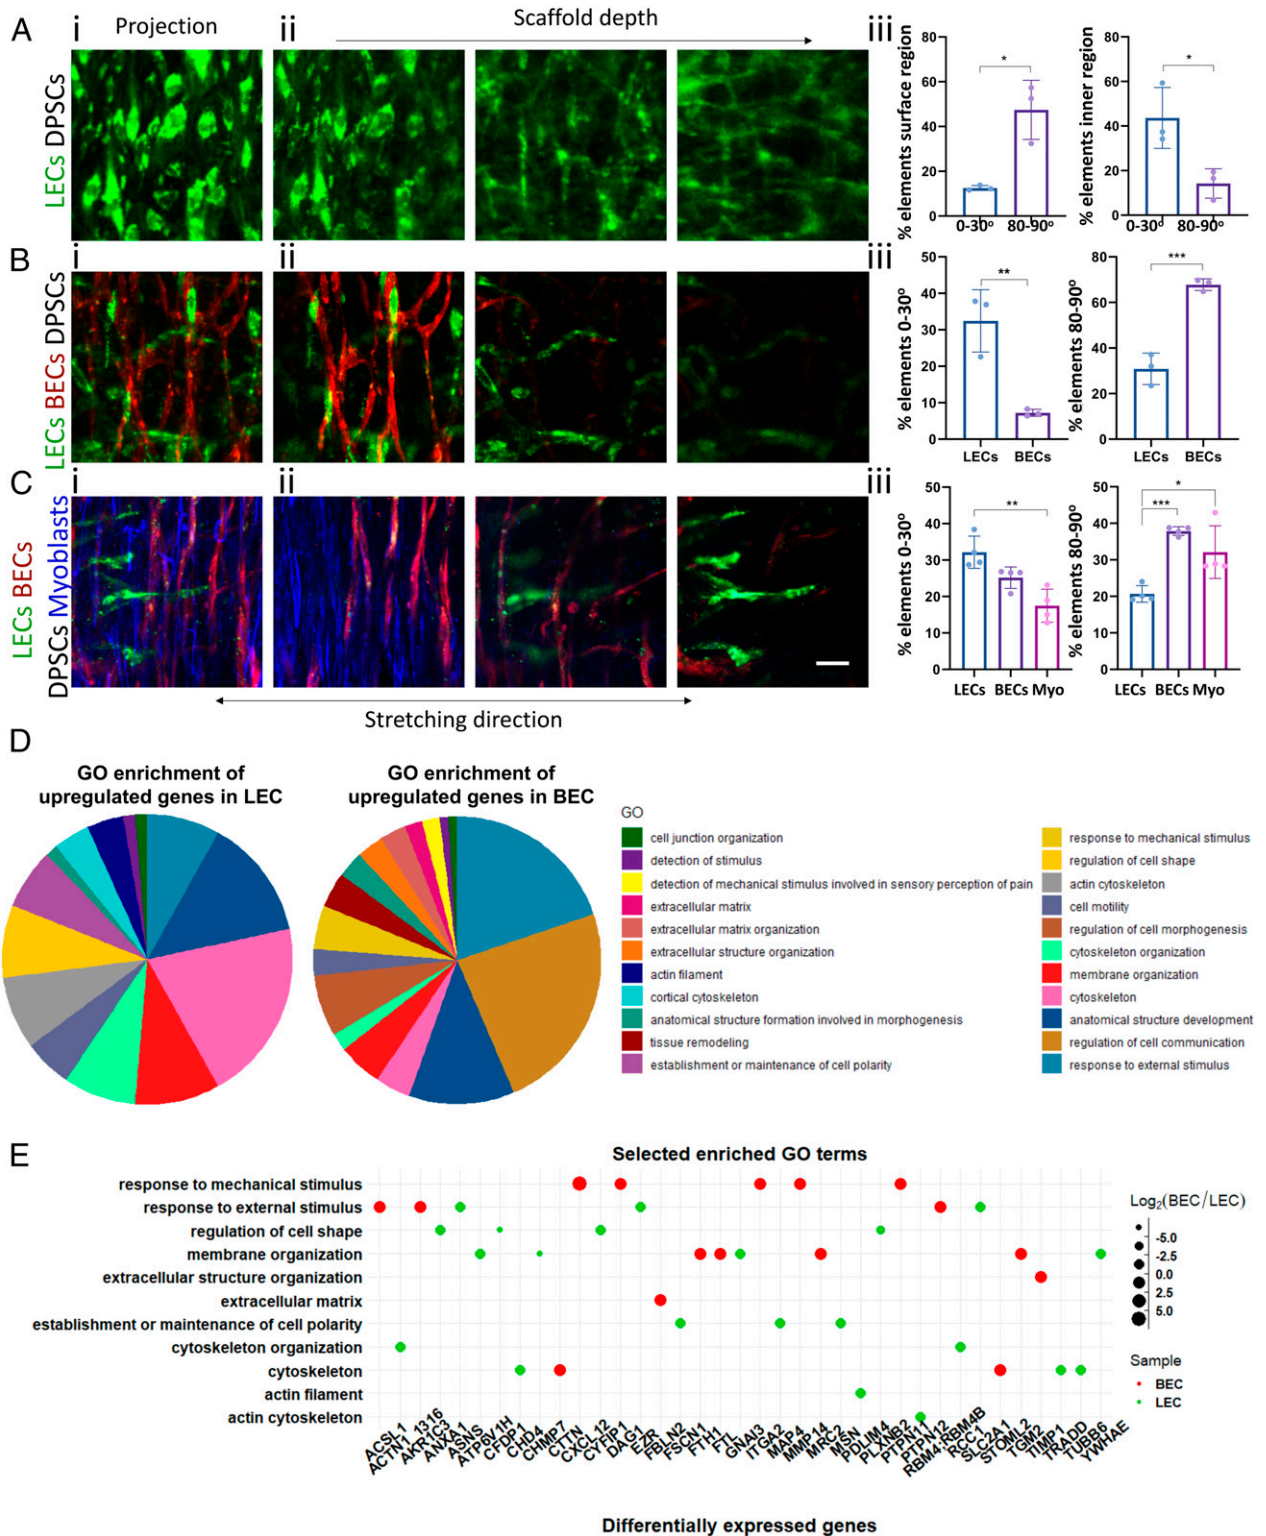 A
i
Projection
ii
Scaffold depth
iii
LECs DPSCs
% elements surface region
80
60
40
20
0
*
0-30º
80-90º
% elements inner region
80
60
40
20
0
*
0-30º
80-90º
B
i
ii
iii
LECs BECs DPSCs
% elements 0-30º
50
40
30
20
10
0
**
LECs
BECs
% elements 80-90º
80
60
40
20
0
***
LECs
BECs
C
i
ii
iii
LECs BECs
DPSCs Myoblasts
% elements 0-30º
50
40
30
20
10
0
**
LECs
BECs
Myo
% elements 80-90º
50
40
30
20
10
0
***
*
LECs
BECs
Myo
Stretching direction
D
GO enrichment of
upregulated genes in LEC
GO enrichment of
upregulated genes in BEC
GO
cell junction organization
detection of stimulus
detection of mechanical stimulus involved in sensory perception of pain
extracellular matrix
extracellular matrix organization
extracellular structure organization
actin filament
cortical cytoskeleton
anatomical structure formation involved in morphogenesis
tissue remodeling
establishment or maintenance of cell polarity
response to mechanical stimulus
regulation of cell shape
actin cytoskeleton
cell motility
regulation of cell morphogenesis
cytoskeleton organization
membrane organization
cytoskeleton
anatomical structure development
regulation of cell communication
response to external stimulus
E
Selected enriched GO terms
response to mechanical stimulus
response to external stimulus
regulation of cell shape
membrane organization
extracellular structure organization
extracellular matrix
establishment or maintenance of cell polarity
cytoskeleton organization
cytoskeleton
actin filament
actin cytoskeleton
ACSL1
ACTN1_1316
AKR1C3
ANXA1
ASNS
ATP6V1H
CFDP1
CHD4
CHMP7
CTTN
CXCL12
CYFIP1
DAG1
EZR
FBLN2
FSCN1
FTH1
FTL
GNAI3
ITGA2
MAP4
MMP14
MRC2
MSN
PDLIM4
PLXNB2
PTPN11
PTPN12
RBM4;RBM4B
RCC1
SLC2A1
STOML2
TGM2
TIMP1
TRADD
TUBB6
YWHAE
Differentially expressed genes
Log2(BEC/LEC)
-5.0
-2.5
0.0
2.5
5.0
Sample
BEC
LEC